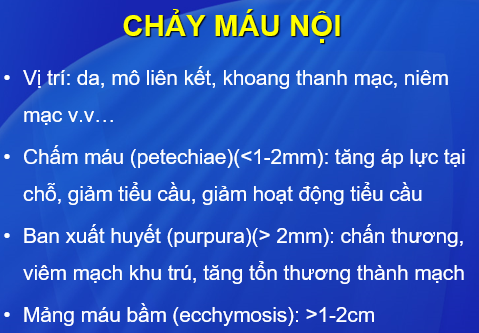 CHẢY MÁU NỘI
• Vị trí: da, mô liên kết, khoang thanh mạc, niêm
mạc v.v…
• Chấm máu (petechiae)(<1-2mm): tăng áp lực tại
chỗ, giảm tiểu cầu, giảm hoạt động tiểu cầu
• Ban xuất huyết (purpura)(> 2mm): chấn thương,
viêm mạch khu trú, tăng tổn thương thành mạch
• Mảng máu bầm (ecchymosis): >1-2cm